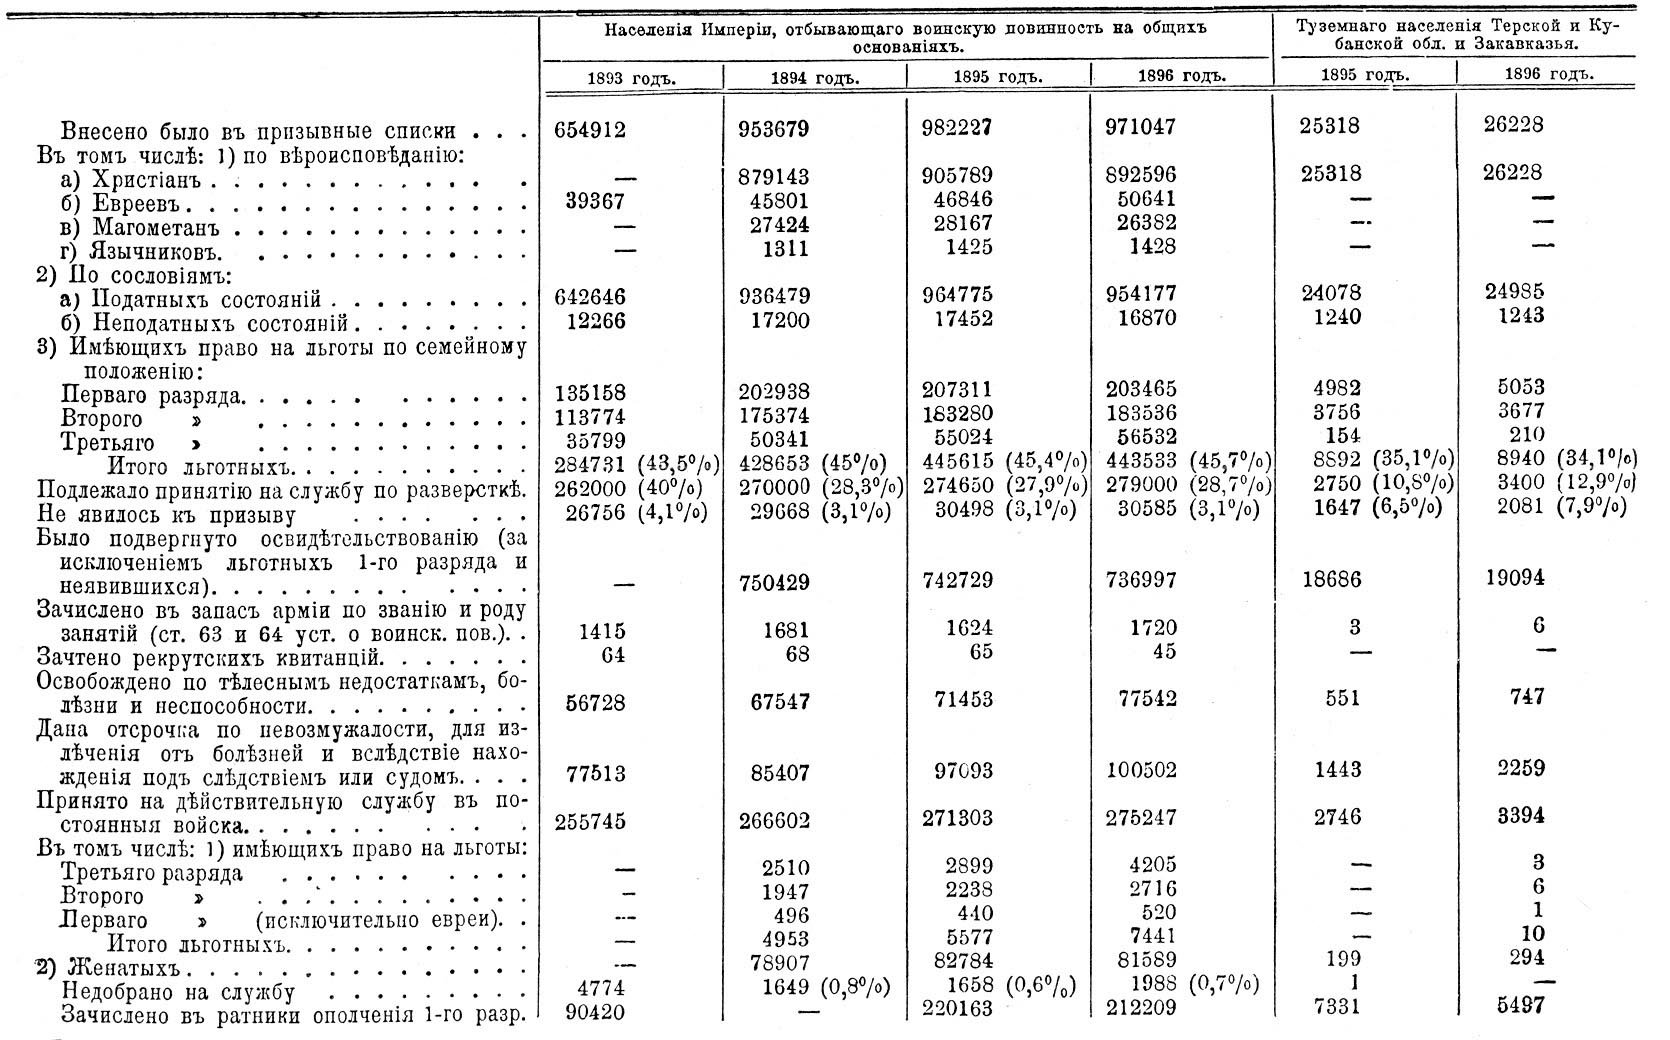 Населенія Имперіи, отбывающаго воинскую повинность на общихъ основаніяхъ. | Туземнаго населенія Терской и Кубанской обл. и Закавказья.
1893 годъ. | 1894 годъ. | 1895 годъ. | 1896 годъ. | 1895 годъ. | 1896 годъ.
Внесено было въ призывные списки . . . 654912 953679 982227 971047 25318 26228
Въ томъ числѣ: 1) по вѣроисповѣданію:
а) Христіанъ . . . . . . . . . . . . . — 879143 905789 892596 25318 26228
б) Евреевъ. . . . . . . . . . . . . . . 39367 45801 46846 50641 — —
в) Магометанъ . . . . . . . . . . . . . — 27424 28167 26382 — —
г) Язычниковъ. . . . . . . . . . . . . — 1311 1425 1428 — —
2) По сословіямъ:
а) Податныхъ состояній . . . . . . . . . 642646 936479 964775 954177 24078 24985
б) Неподатныхъ состояній . . . . . . . . 12266 17200 17452 16870 1240 1243
3) Имѣющихъ право на льготы по семейному
положенію:
Перваго разряда. . . . . . . . . . . . 135158 202938 207311 203465 4982 5053
Второго » . . . . . . . . . . . . 113774 175374 183280 183536 3756 3677
Третьяго » . . . . . . . . . . . . 35799 50341 55024 56532 154 210
Итого льготныхъ. . . . . . . . . . . 284731 (43,5%) 428653 (45%) 445615 (45,4%) 443533 (45,7%) 8892 (35,1%) 8940 (34,1%)
Подлежало принятію на службу по разверсткѣ. 262000 (40%) 270000 (28,3%) 274650 (27,9%) 279000 (28,7%) 2750 (10,8%) 3400 (12,9%)
Не явилось къ призыву . . . . . . . 26756 (4,1%) 29668 (3,1%) 30498 (3,1%) 30585 (3,1%) 1647 (6,5%) 2081 (7,9%)
Было подвергнуто освидѣтельствованію (за
исключеніемъ льготныхъ 1-го разряда и
неявившихся). . . . . . . . . . . . . — 750429 742729 736997 18686 19094
Зачислено въ запасъ арміи по званію и роду
занятій (ст. 63 и 64 уст. о воинск. пов.). . 1415 1681 1624 1720 3 6
Зачтено рекрутскихъ квитанцій. . . . . . . 64 68 65 45 — —
Освобождено по тѣлеснымъ недостаткамъ, бо-
лѣзни и неспособности. . . . . . . . . . 56728 67547 71453 77542 551 747
Дана отсрочка по невозмужалости, для из-
лѣченія отъ болѣзней и вслѣдствіе нахо-
жденія подъ слѣдствіемъ или судомъ. . . . 77513 85407 97093 100502 1443 2259
Принято на дѣйствительную службу въ по-
стоянныя войска. . . . . . . . . . . 255745 266602 271303 275247 2746 3394
Въ томъ числѣ: 1) имѣющихъ право на льготы:
Третьяго разряда . . . . . . . . . . — 2510 2899 4205 — 3
Второго » . . . . . . . . . . . . — 1947 2238 2716 — 6
Перваго » (исключительно евреи). . — 496 440 520 — 1
Итого льготныхъ. . . . . . . . . . . — 4953 5577 7441 — 10
2) Женатыхъ . . . . . . . . . . . . . . . — 78907 82784 81589 199 294
Недобрано на службу . . . . . . . . . 4774 1649 (0,8%) 1658 (0,6%) 1988 (0,7%) 1 —
Зачислено въ ратники ополченія 1-го разр. 90420 — 220163 212209 7331 5497